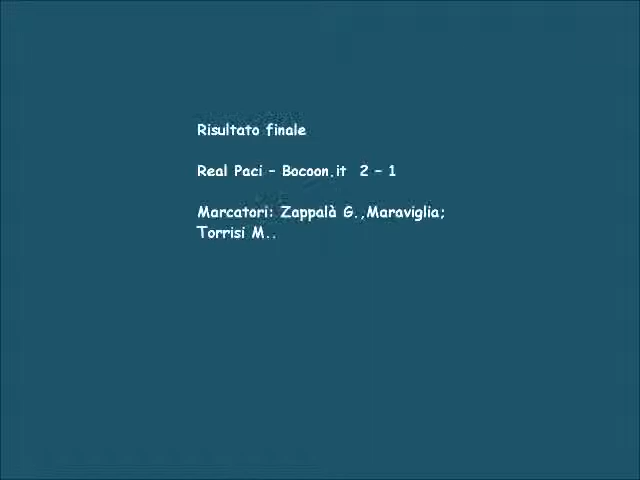 Risultato finale
Real Paci – Bocoon.it 2 – 1
Marcatori: Zappalà G.,Maraviglia;
Torrisi M..